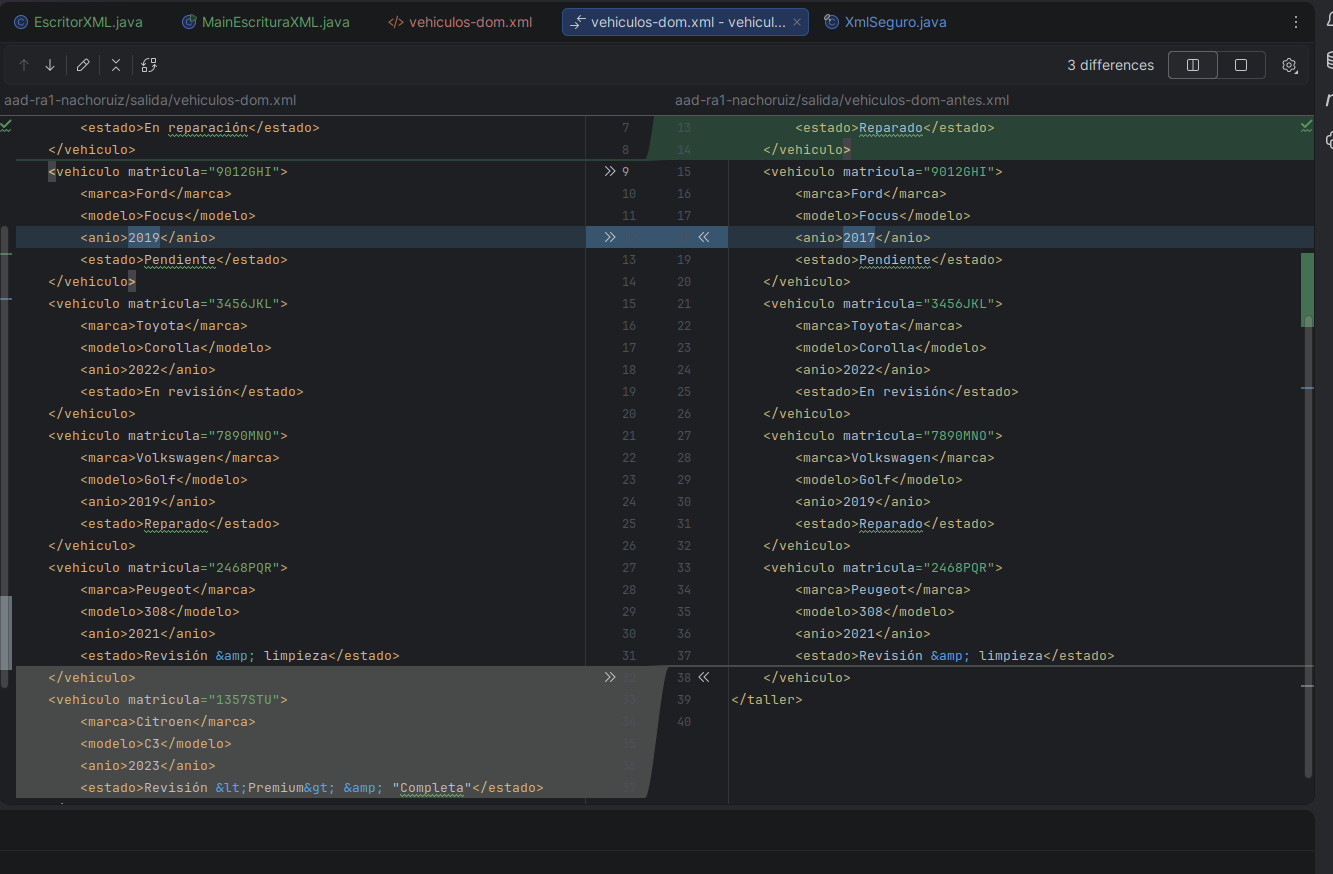 EscritorXML.java MainEscrituraXML.java </> vehiculos-dom.xml vehiculos-dom.xml – vehicul... XmlSeguro.java
3 differences
aad-ra1-nachoruiz/salida/vehiculos-dom.xml aad-ra1-nachoruiz/salida/vehiculos-dom-antes.xml
<estado>En reparación</estado> 7 13 <estado>Reparado</estado>
</vehiculo> 8 14 </vehiculo>
<vehiculo matricula="9012GHI"> 9 15 <vehiculo matricula="9012GHI">
<marca>Ford</marca> 10 16 <marca>Ford</marca>
<modelo>Focus</modelo> 11 17 <modelo>Focus</modelo>
<anio>2019</anio> <anio>2017</anio>
<estado>Pendiente</estado> 13 19 <estado>Pendiente</estado>
</vehiculo> 14 20 </vehiculo>
<vehiculo matricula="3456JKL"> 15 21 <vehiculo matricula="3456JKL">
<marca>Toyota</marca> 16 22 <marca>Toyota</marca>
<modelo>Corolla</modelo> 17 23 <modelo>Corolla</modelo>
<anio>2022</anio> 18 24 <anio>2022</anio>
<estado>En revisión</estado> 19 25 <estado>En revisión</estado>
</vehiculo> 20 26 </vehiculo>
<vehiculo matricula="7890MNO"> 21 27 <vehiculo matricula="7890MNO">
<marca>Volkswagen</marca> 22 28 <marca>Volkswagen</marca>
<modelo>Golf</modelo> 23 29 <modelo>Golf</modelo>
<anio>2019</anio> 24 30 <anio>2019</anio>
<estado>Reparado</estado> 25 31 <estado>Reparado</estado>
</vehiculo> 26 32 </vehiculo>
<vehiculo matricula="2468PQR"> 27 33 <vehiculo matricula="2468PQR">
<marca>Peugeot</marca> 28 34 <marca>Peugeot</marca>
<modelo>308</modelo> 29 35 <modelo>308</modelo>
<anio>2021</anio> 30 36 <anio>2021</anio>
<estado>Revisión &amp; limpieza</estado> 31 37 <estado>Revisión &amp; limpieza</estado>
</vehiculo> 32 38 </vehiculo>
<vehiculo matricula="1357STU"> 33 39 </taller>
<marca>Citroen</marca> 34 40
<modelo>C3</modelo> 35
<anio>2023</anio> 36
<estado>Revisión &lt;Premium&gt; &amp; "Completa"</estado> 37